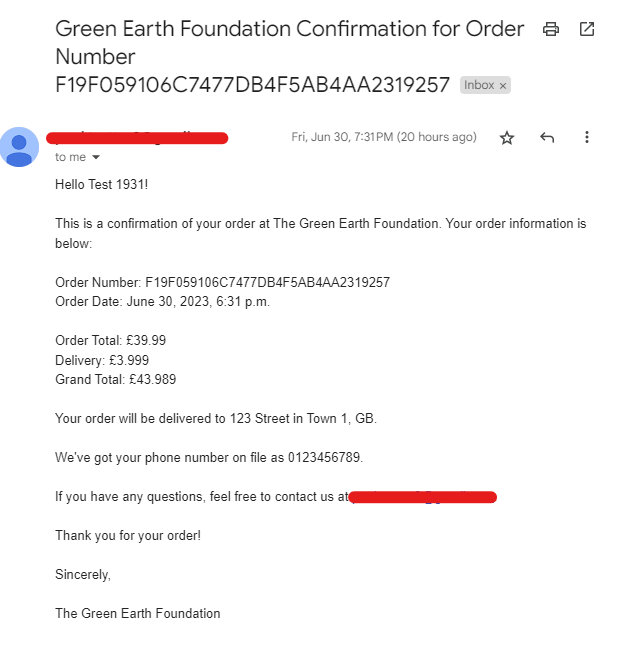 Green Earth Foundation Confirmation for Order
Number
F19F059106C7477DB4F5AB4AA2319257 Inbox x
Fri, Jun 30, 7:31 PM (20 hours ago)
to me
Hello Test 1931!
This is a confirmation of your order at The Green Earth Foundation. Your order information is
below:
Order Number: F19F059106C7477DB4F5AB4AA2319257
Order Date: June 30, 2023, 6:31 p.m.
Order Total: £39.99
Delivery: £3.999
Grand Total: £43.989
Your order will be delivered to 123 Street in Town 1, GB.
We've got your phone number on file as 0123456789.
If you have any questions, feel free to contact us at
Thank you for your order!
Sincerely,
The Green Earth Foundation